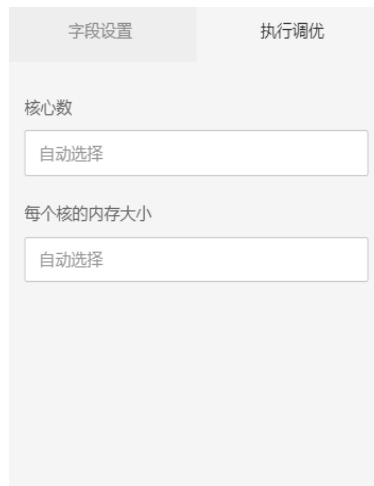 字段设置 执行调优
核心数
自动选择
每个核的内存大小
自动选择